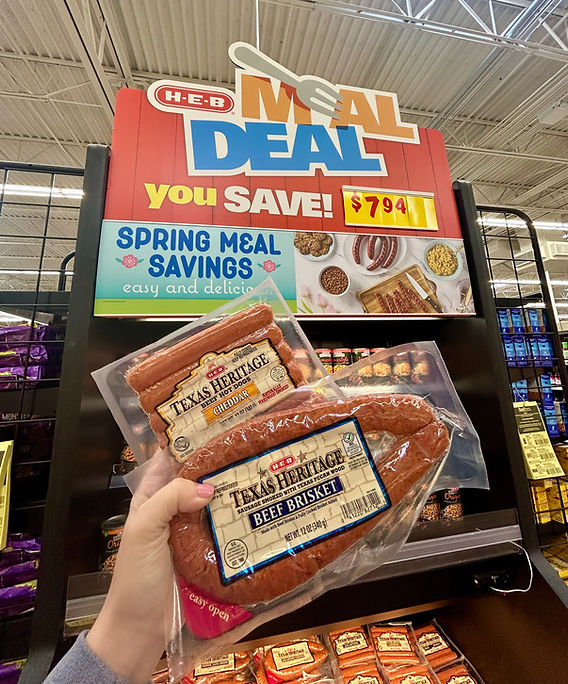 H-E-B
MEAL
DEAL
you SAVE!
$7.94
SPRING MEAL
SAVINGS
easy and delicio
H-E-B
TEXAS HERITAGE
BEEF HOT DOGS
CHEDDAR
H-E-B
TEXAS HERITAGE
SAUSAGE SMOKED WITH TEXAS PECAN WOOD
BEEF BRISKET
NET WT. 12 OZ (340 g)
easy open